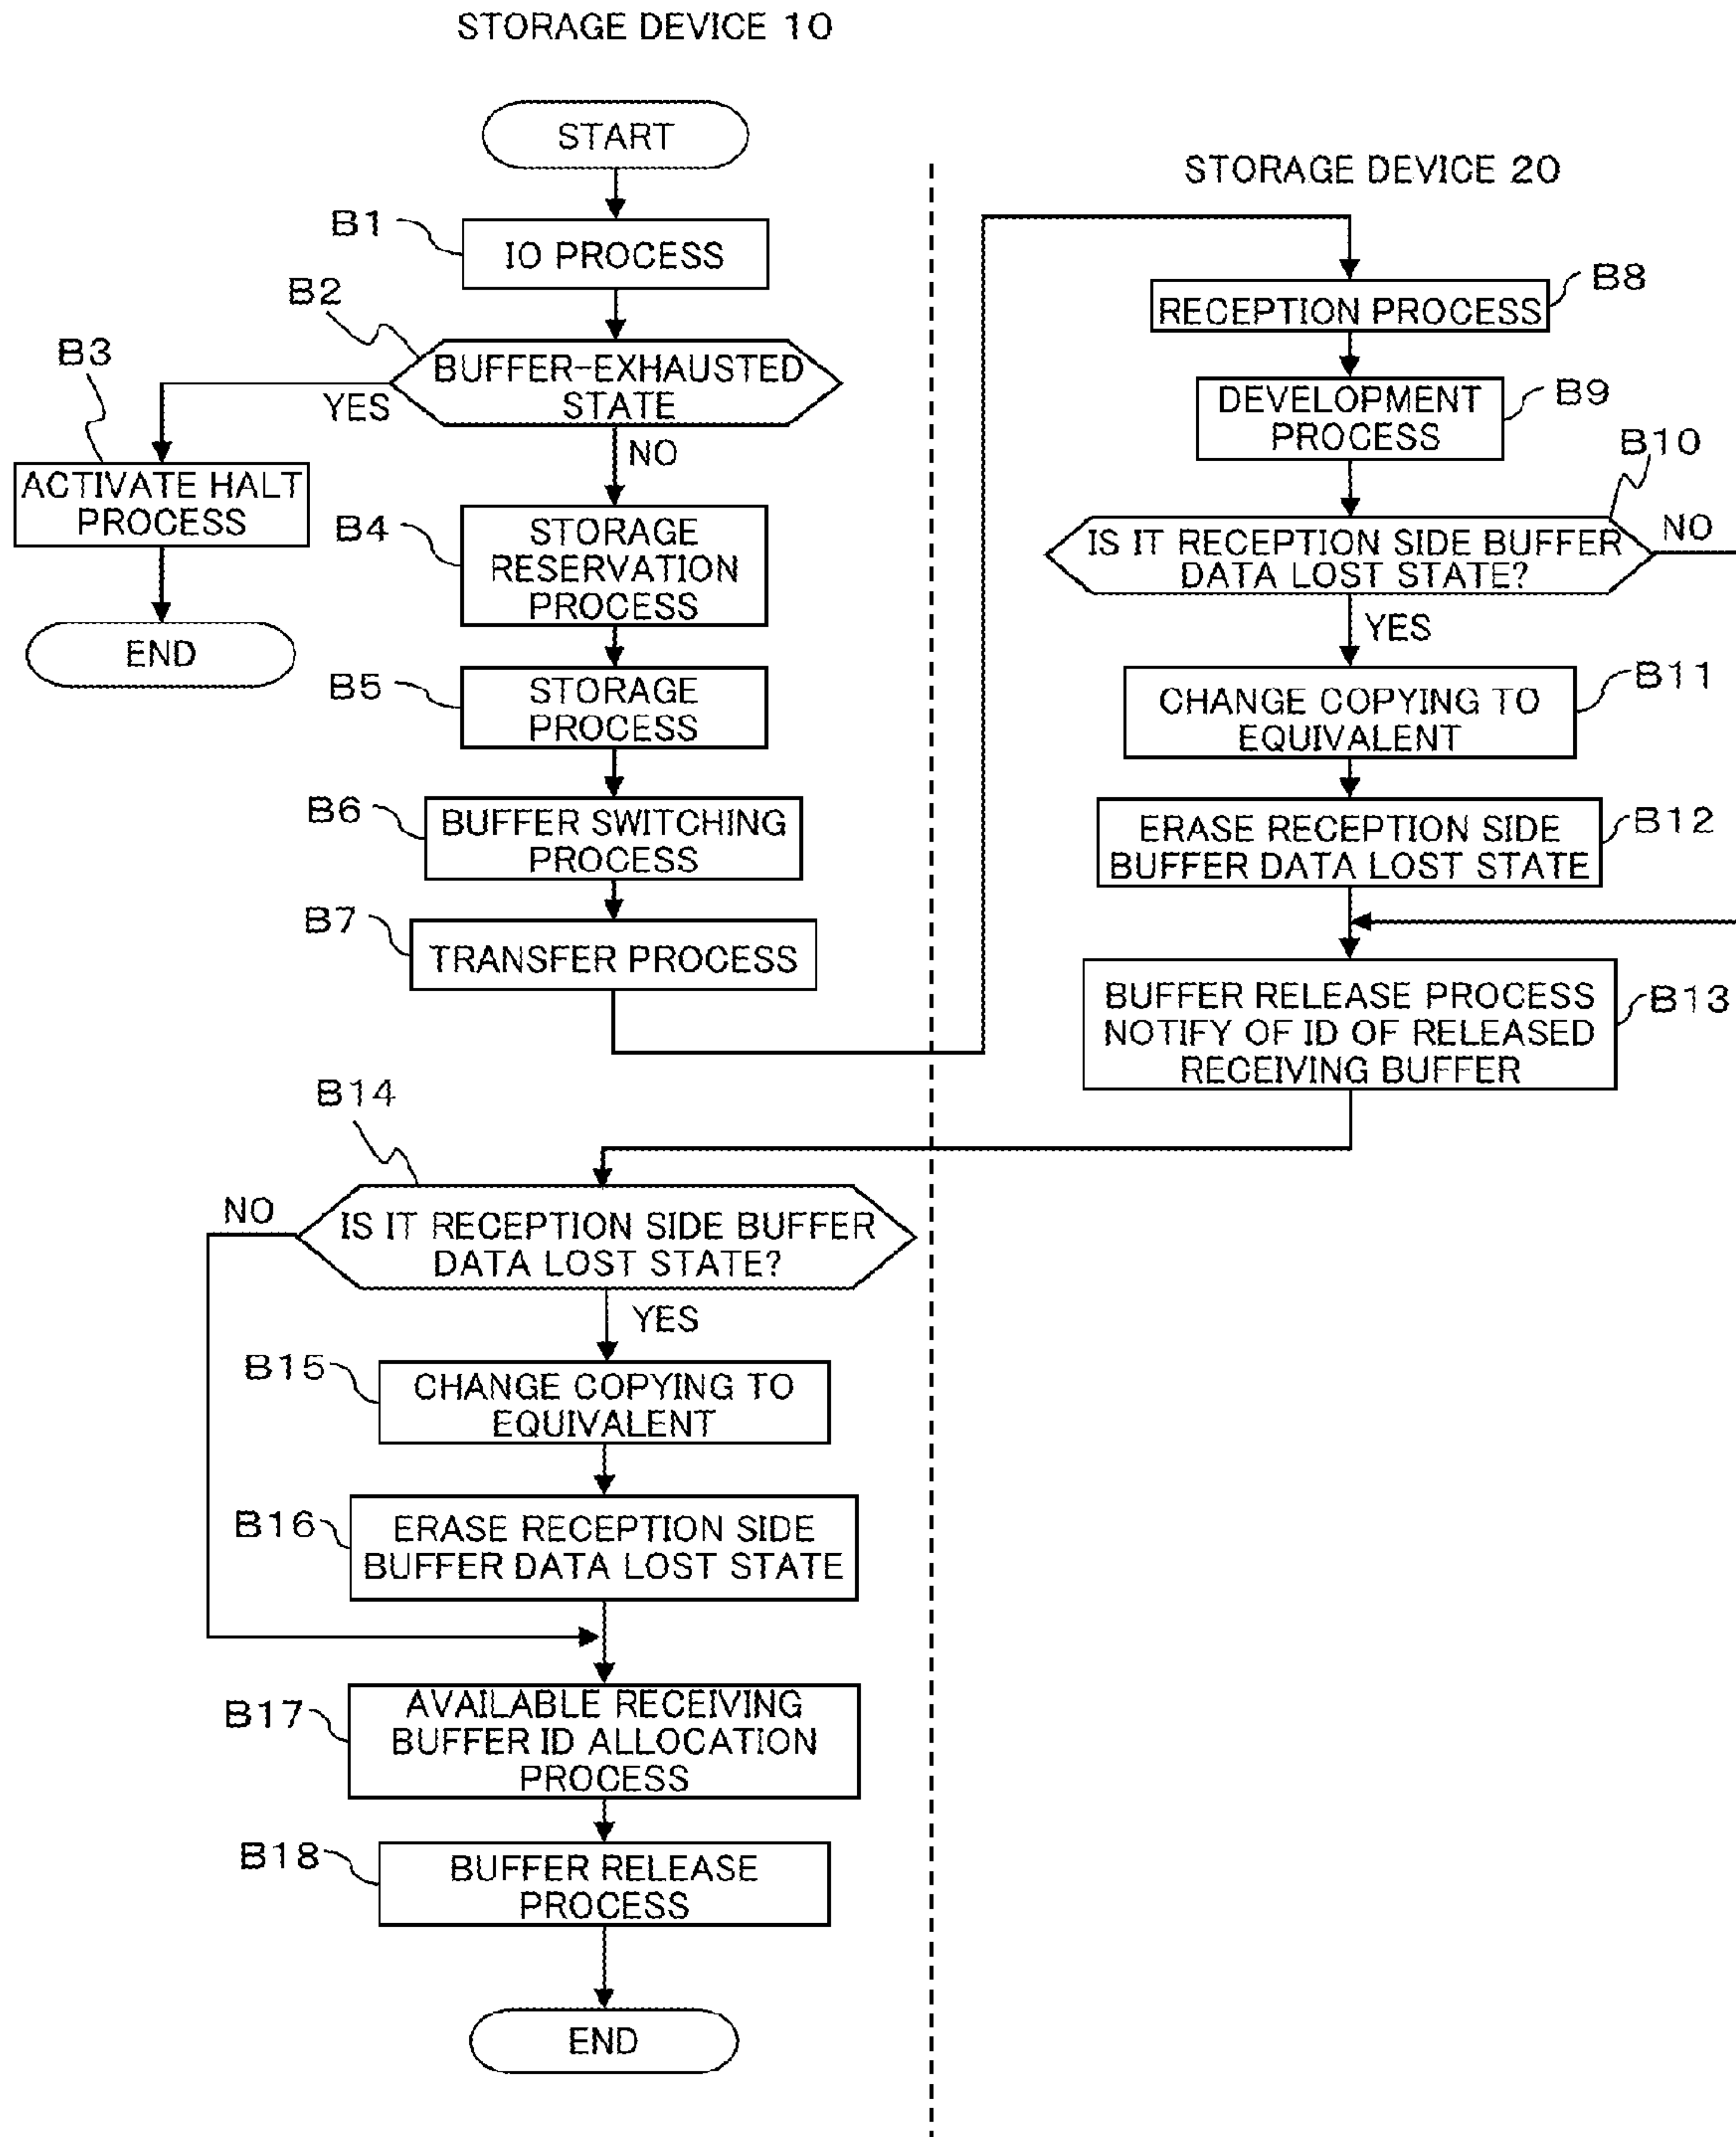 STORAGE DEVICE 10
START
B1
IO PROCESS
B2
BUFFER-EXHAUSTED
STATE
YES
NO
B3
ACTIVATE HALT
PROCESS
END
B4
STORAGE
RESERVATION
PROCESS
B5
STORAGE
PROCESS
B6
BUFFER SWITCHING
PROCESS
B7
TRANSFER PROCESS
STORAGE DEVICE 20
B8
RECEPTION PROCESS
B9
DEVELOPMENT
PROCESS
B10
IS IT RECEPTION SIDE BUFFER
DATA LOST STATE?
NO
YES
B11
CHANGE COPYING TO
EQUIVALENT
B12
ERASE RECEPTION SIDE
BUFFER DATA LOST STATE
B13
BUFFER RELEASE PROCESS
NOTIFY OF ID OF RELEASED
RECEIVING BUFFER
B14
IS IT RECEPTION SIDE BUFFER
DATA LOST STATE?
NO
YES
B15
CHANGE COPYING TO
EQUIVALENT
B16
ERASE RECEPTION SIDE
BUFFER DATA LOST STATE
B17
AVAILABLE RECEIVING
BUFFER ID ALLOCATION
PROCESS
B18
BUFFER RELEASE
PROCESS
END